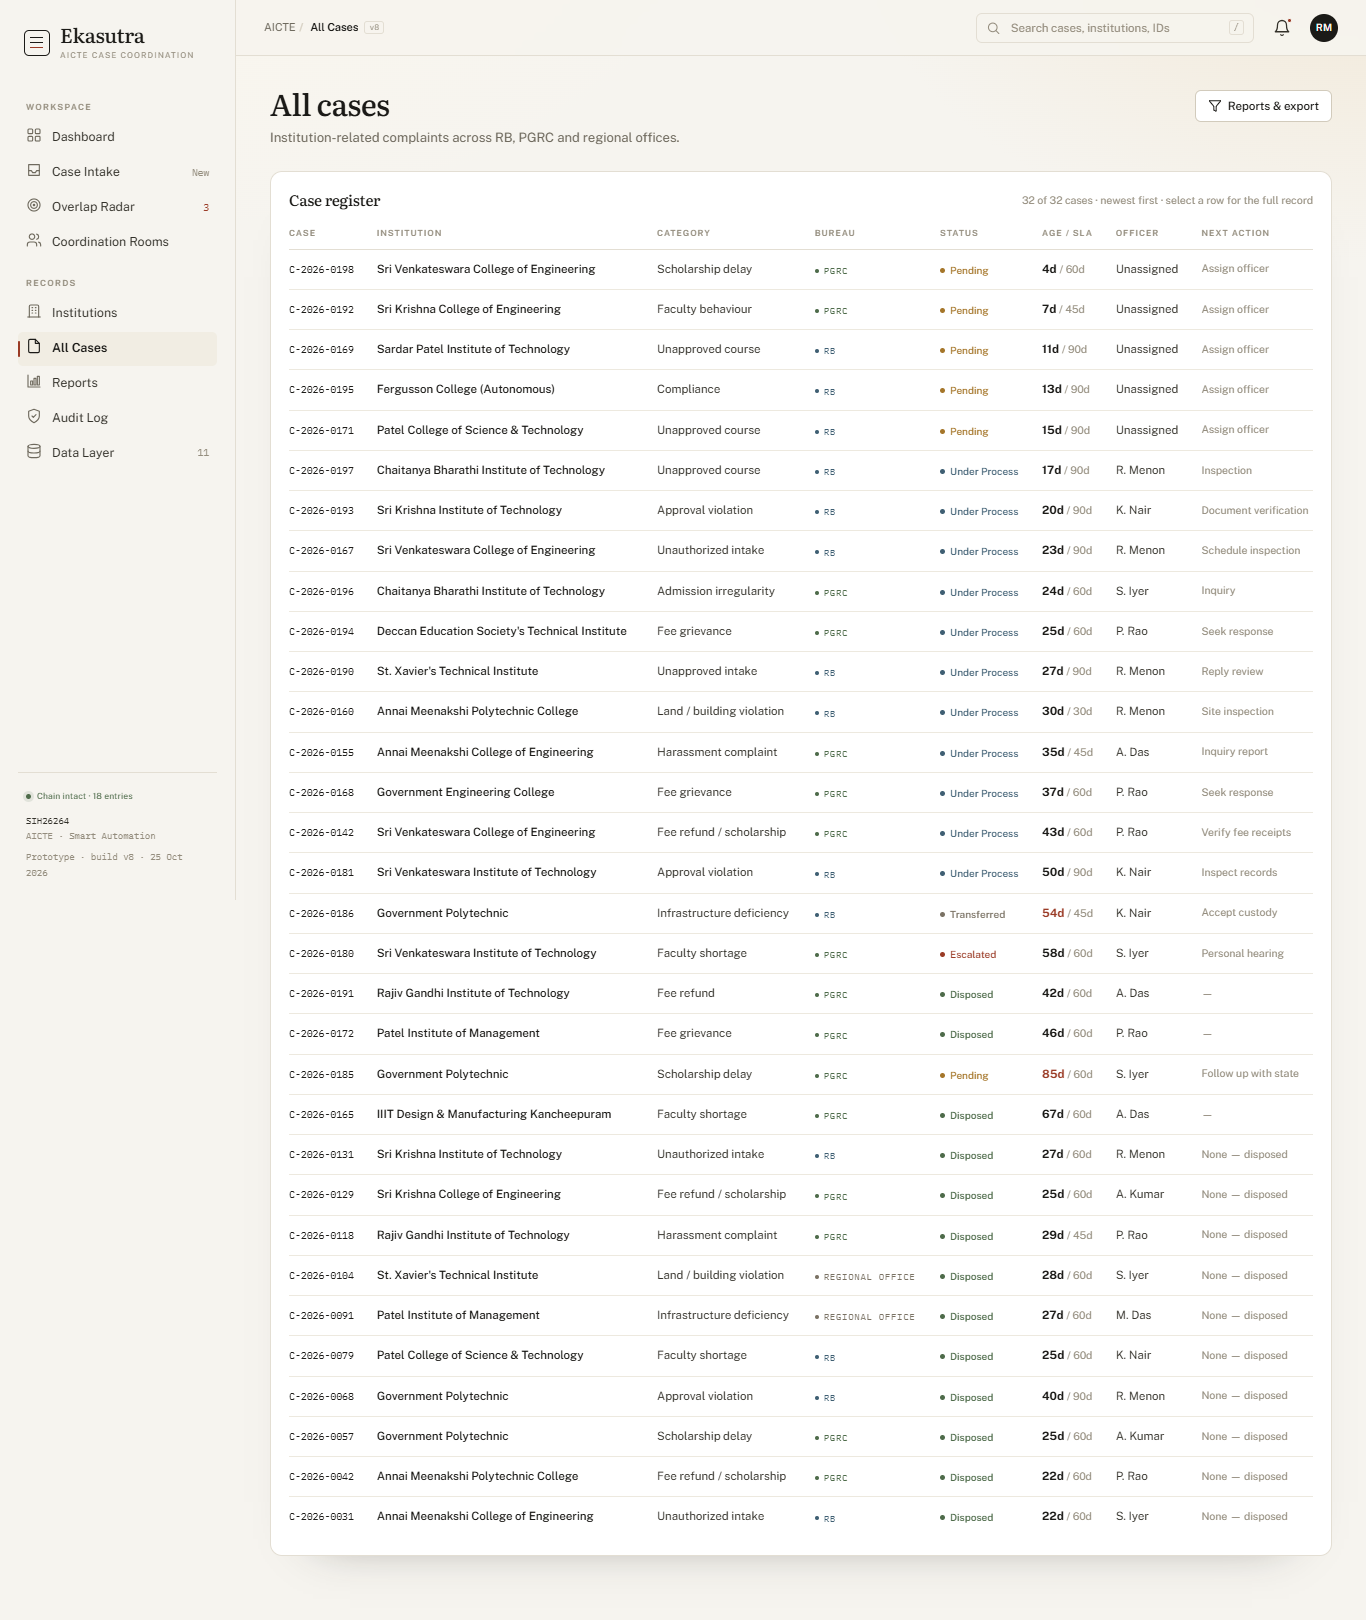 Ekasutra
AICTE CASE COORDINATION
WORKSPACE
Dashboard
Case Intake New
Overlap Radar 3
Coordination Rooms
RECORDS
Institutions
All Cases
Reports
Audit Log
Data Layer 11
Chain intact · 18 entries
SIH26264
AICTE · Smart Automation
Prototype · build v8 · 25 Oct
2026
AICTE / All Cases v8
Search cases, institutions, IDs /
RM
All cases
Reports & export
Institution-related complaints across RB, PGRC and regional offices.
Case register
32 of 32 cases · newest first · select a row for the full record
CASE INSTITUTION CATEGORY BUREAU STATUS AGE / SLA OFFICER NEXT ACTION
C-2026-0198 Sri Venkateswara College of Engineering Scholarship delay PGRC Pending 4d / 60d Unassigned Assign officer
C-2026-0192 Sri Krishna College of Engineering Faculty behaviour PGRC Pending 7d / 45d Unassigned Assign officer
C-2026-0169 Sardar Patel Institute of Technology Unapproved course RB Pending 11d / 90d Unassigned Assign officer
C-2026-0195 Fergusson College (Autonomous) Compliance RB Pending 13d / 90d Unassigned Assign officer
C-2026-0171 Patel College of Science & Technology Unapproved course RB Pending 15d / 90d Unassigned Assign officer
C-2026-0197 Chaitanya Bharathi Institute of Technology Unapproved course RB Under Process 17d / 90d R. Menon Inspection
C-2026-0193 Sri Krishna Institute of Technology Approval violation RB Under Process 20d / 90d K. Nair Document verification
C-2026-0167 Sri Venkateswara College of Engineering Unauthorized intake RB Under Process 23d / 90d R. Menon Schedule inspection
C-2026-0196 Chaitanya Bharathi Institute of Technology Admission irregularity PGRC Under Process 24d / 60d S. Iyer Inquiry
C-2026-0194 Deccan Education Society's Technical Institute Fee grievance PGRC Under Process 25d / 60d P. Rao Seek response
C-2026-0190 St. Xavier's Technical Institute Unapproved intake RB Under Process 27d / 90d R. Menon Reply review
C-2026-0160 Annai Meenakshi Polytechnic College Land / building violation RB Under Process 30d / 30d R. Menon Site inspection
C-2026-0155 Annai Meenakshi College of Engineering Harassment complaint PGRC Under Process 35d / 45d A. Das Inquiry report
C-2026-0168 Government Engineering College Fee grievance PGRC Under Process 37d / 60d P. Rao Seek response
C-2026-0142 Sri Venkateswara College of Engineering Fee refund / scholarship PGRC Under Process 43d / 60d P. Rao Verify fee receipts
C-2026-0181 Sri Venkateswara Institute of Technology Approval violation RB Under Process 50d / 90d K. Nair Inspect records
C-2026-0186 Government Polytechnic Infrastructure deficiency RB Transferred 54d / 45d K. Nair Accept custody
C-2026-0180 Sri Venkateswara Institute of Technology Faculty shortage PGRC Escalated 58d / 60d S. Iyer Personal hearing
C-2026-0191 Rajiv Gandhi Institute of Technology Fee refund PGRC Disposed 42d / 60d A. Das —
C-2026-0172 Patel Institute of Management Fee grievance PGRC Disposed 46d / 60d P. Rao —
C-2026-0185 Government Polytechnic Scholarship delay PGRC Pending 85d / 60d S. Iyer Follow up with state
C-2026-0165 IIIT Design & Manufacturing Kancheepuram Faculty shortage PGRC Disposed 67d / 60d A. Das —
C-2026-0131 Sri Krishna Institute of Technology Unauthorized intake RB Disposed 27d / 60d R. Menon None — disposed
C-2026-0129 Sri Krishna College of Engineering Fee refund / scholarship PGRC Disposed 25d / 60d A. Kumar None — disposed
C-2026-0118 Rajiv Gandhi Institute of Technology Harassment complaint PGRC Disposed 29d / 45d P. Rao None — disposed
C-2026-0104 St. Xavier's Technical Institute Land / building violation REGIONAL OFFICE Disposed 28d / 60d S. Iyer None — disposed
C-2026-0091 Patel Institute of Management Infrastructure deficiency REGIONAL OFFICE Disposed 27d / 60d M. Das None — disposed
C-2026-0079 Patel College of Science & Technology Faculty shortage RB Disposed 25d / 60d K. Nair None — disposed
C-2026-0068 Government Polytechnic Approval violation RB Disposed 40d / 90d R. Menon None — disposed
C-2026-0057 Government Polytechnic Scholarship delay PGRC Disposed 25d / 60d A. Kumar None — disposed
C-2026-0042 Annai Meenakshi Polytechnic College Fee refund / scholarship PGRC Disposed 22d / 60d P. Rao None — disposed
C-2026-0031 Annai Meenakshi College of Engineering Unauthorized intake RB Disposed 22d / 60d S. Iyer None — disposed